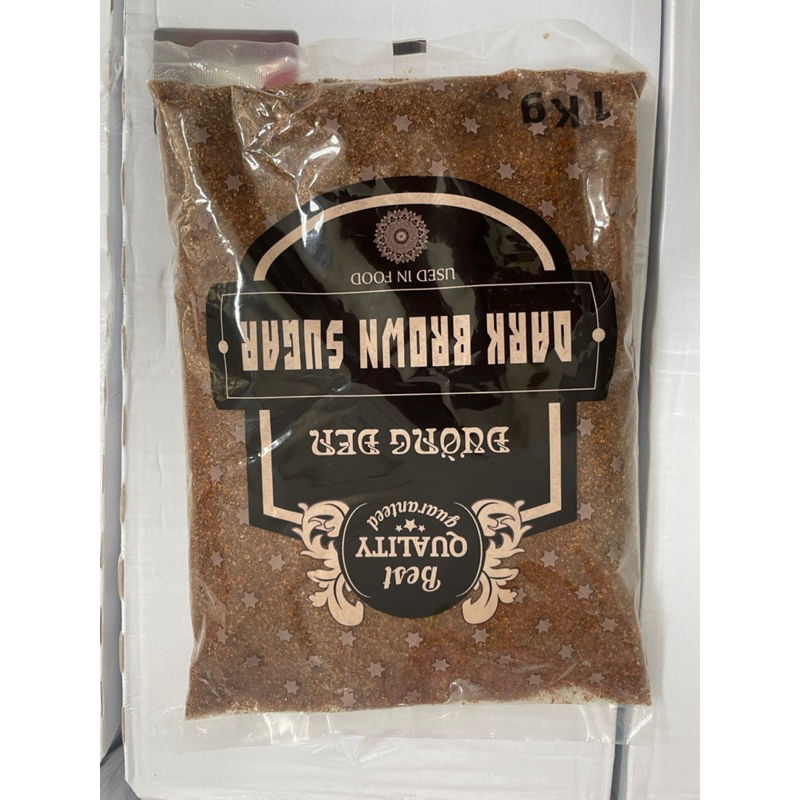 Best
QUALITY
guaranteed
ĐƯỜNG ĐEN
DARK BROWN SUGAR
USED IN FOOD
1Kg